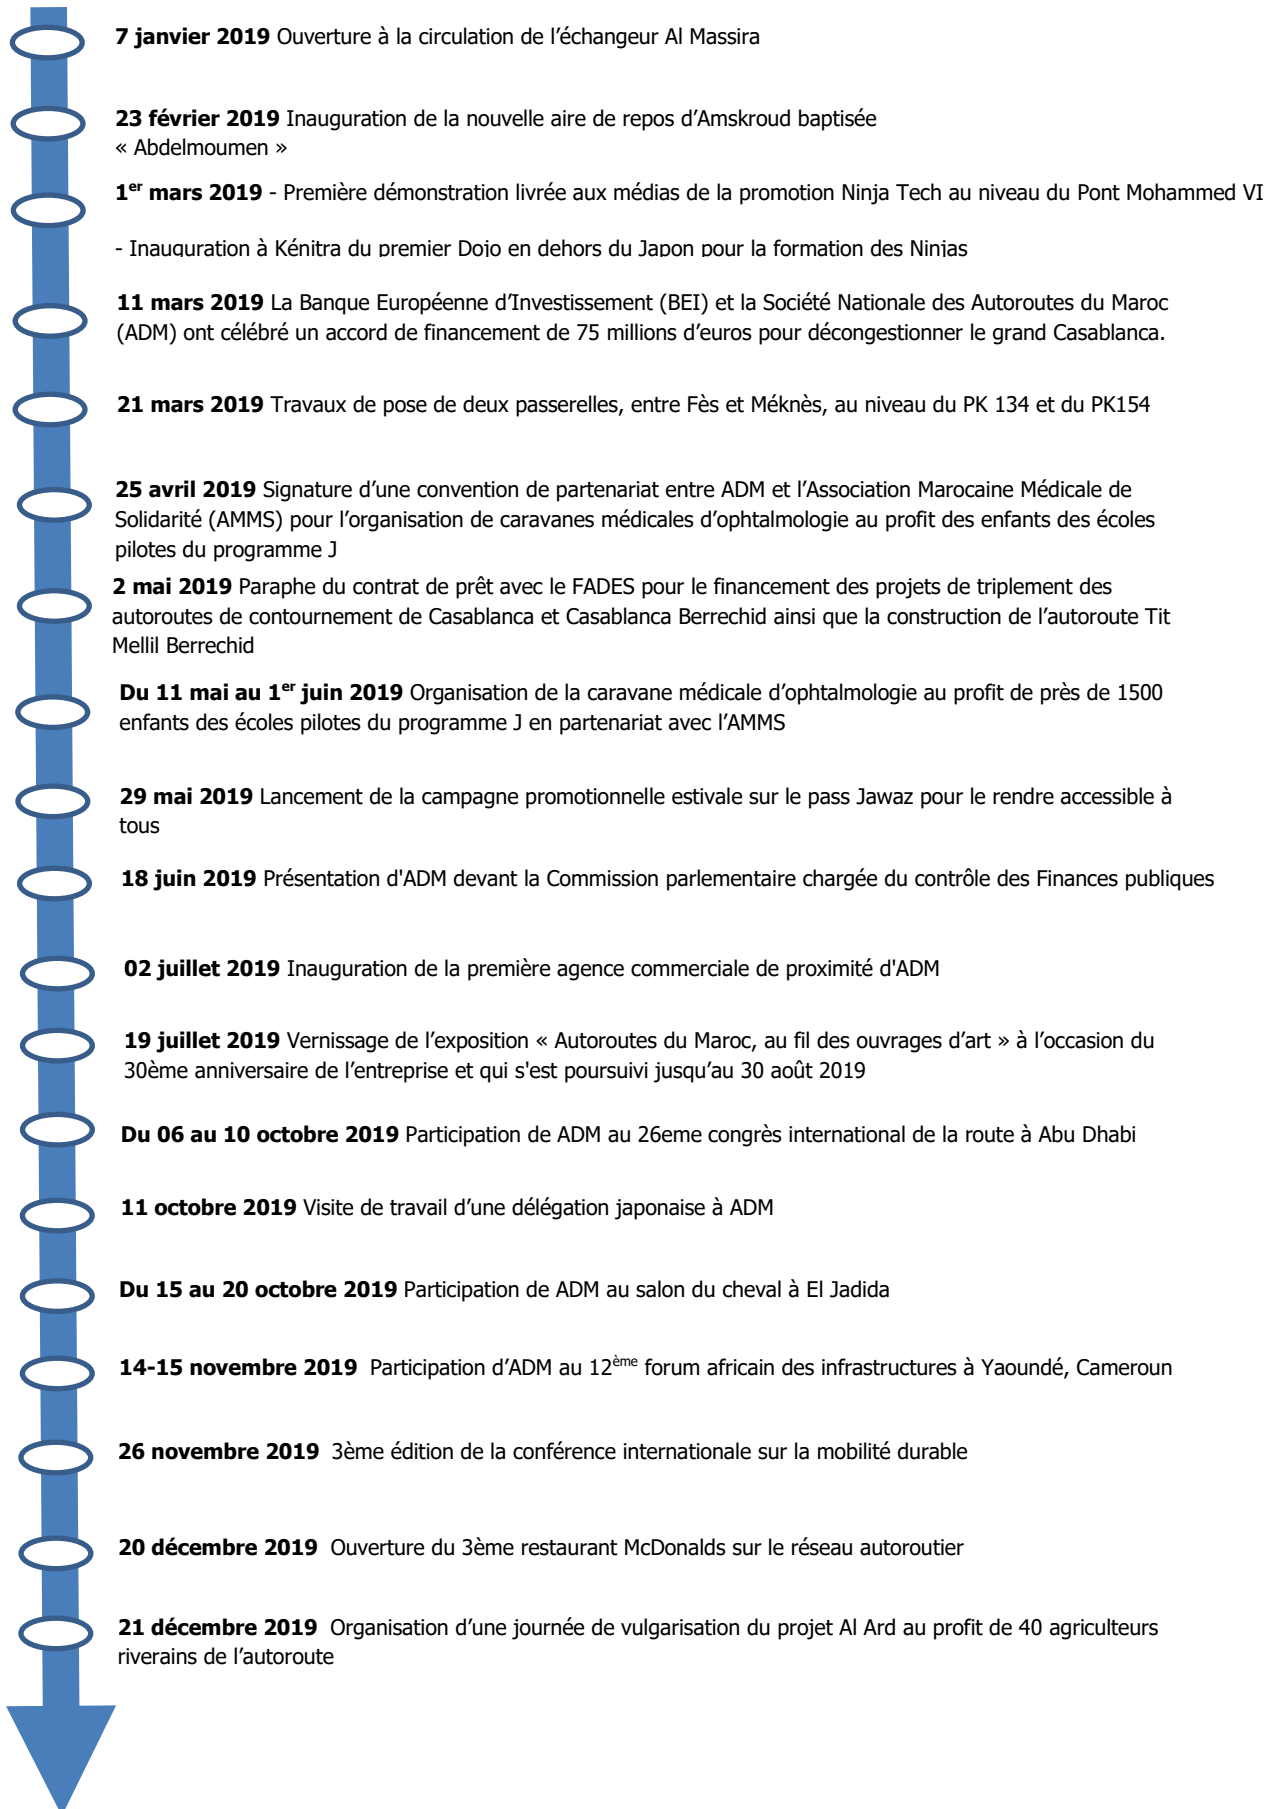 7 janvier 2019 Ouverture à la circulation de l’échangeur Al Massira
23 février 2019 Inauguration de la nouvelle aire de repos d’Amskroud baptisée
« Abdelmoumen »
1er mars 2019 - Première démonstration livrée aux médias de la promotion Ninja Tech au niveau du Pont Mohammed VI
- Inauguration à Kénitra du premier Dojo en dehors du Japon pour la formation des Ninjas
11 mars 2019 La Banque Européenne d’Investissement (BEI) et la Société Nationale des Autoroutes du Maroc
(ADM) ont célébré un accord de financement de 75 millions d’euros pour décongestionner le grand Casablanca.
21 mars 2019 Travaux de pose de deux passerelles, entre Fès et Méknès, au niveau du PK 134 et du PK154
25 avril 2019 Signature d’une convention de partenariat entre ADM et l’Association Marocaine Médicale de
Solidarité (AMMS) pour l’organisation de caravanes médicales d’ophtalmologie au profit des enfants des écoles
pilotes du programme J
2 mai 2019 Paraphe du contrat de prêt avec le FADES pour le financement des projets de triplement des
autoroutes de contournement de Casablanca et Casablanca Berrechid ainsi que la construction de l’autoroute Tit
Mellil Berrechid
Du 11 mai au 1er juin 2019 Organisation de la caravane médicale d’ophtalmologie au profit de près de 1500
enfants des écoles pilotes du programme J en partenariat avec l’AMMS
29 mai 2019 Lancement de la campagne promotionnelle estivale sur le pass Jawaz pour le rendre accessible à
tous
18 juin 2019 Présentation d'ADM devant la Commission parlementaire chargée du contrôle des Finances publiques
02 juillet 2019 Inauguration de la première agence commerciale de proximité d'ADM
19 juillet 2019 Vernissage de l’exposition « Autoroutes du Maroc, au fil des ouvrages d’art » à l’occasion du
30ème anniversaire de l’entreprise et qui s'est poursuivi jusqu’au 30 août 2019
Du 06 au 10 octobre 2019 Participation de ADM au 26eme congrès international de la route à Abu Dhabi
11 octobre 2019 Visite de travail d’une délégation japonaise à ADM
Du 15 au 20 octobre 2019 Participation de ADM au salon du cheval à El Jadida
14-15 novembre 2019 Participation d’ADM au 12ème forum africain des infrastructures à Yaoundé, Cameroun
26 novembre 2019 3ème édition de la conférence internationale sur la mobilité durable
20 décembre 2019 Ouverture du 3ème restaurant McDonalds sur le réseau autoroutier
21 décembre 2019 Organisation d’une journée de vulgarisation du projet Al Ard au profit de 40 agriculteurs
riverains de l’autoroute